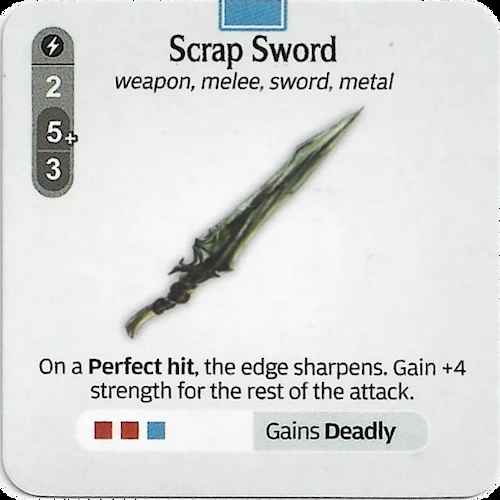 Scrap Sword
weapon, melee, sword, metal
2
5+
3
On a Perfect hit, the edge sharpens. Gain +4
strength for the rest of the attack.
Gains Deadly